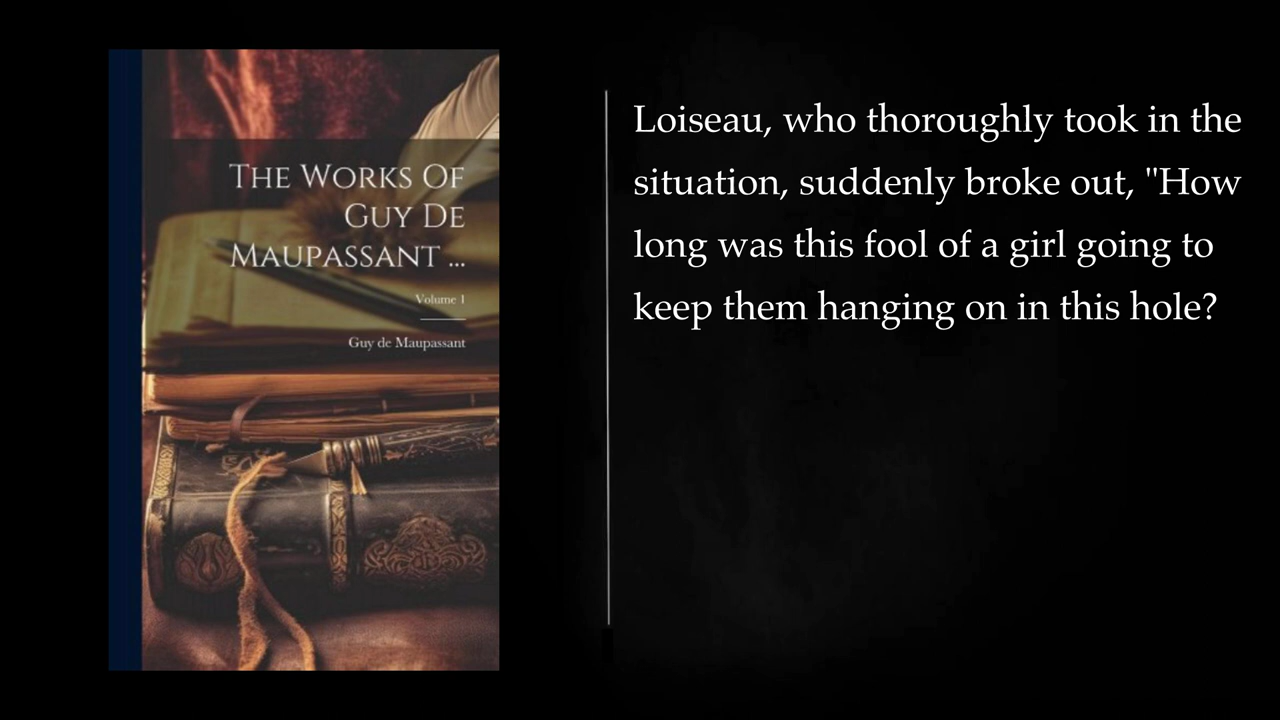 THE WORKS OF
GUY DE
MAUPASSANT ...
Volume 1
Guy de Maupassant
Loiseau, who thoroughly took in the
situation, suddenly broke out, "How
long was this fool of a girl going to
keep them hanging on in this hole?